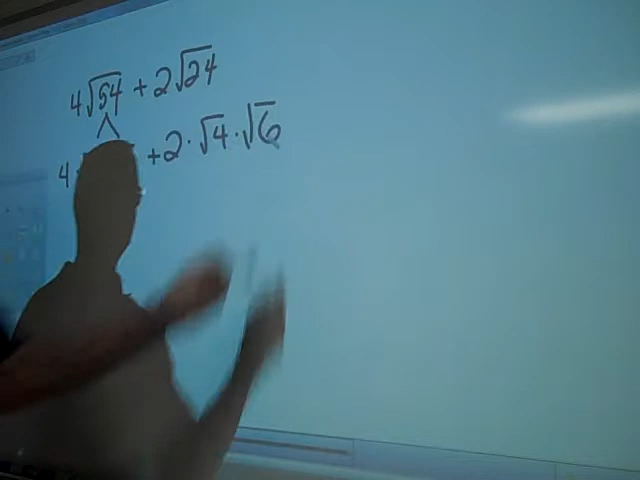 4√54 + 2√24
4 + 2 · √4 · √6